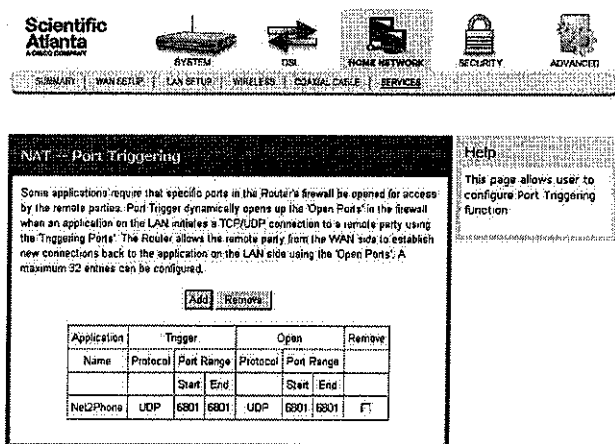 Scientific
Atlanta
A CISCO COMPANY
SYSTEM
DSL
HOME NETWORK
SECURITY
ADVANCED
SUMMARY | WAN SETUP | LAN SETUP | WIRELESS | COAXIAL CABLE | SERVICES
NAT -- Port Triggering
Some applications require that specific ports in the Router's firewall be opened for access
by the remote parties. Port Trigger dynamically opens up the 'Open Ports' in the firewall
when an application on the LAN initiates a TCP/UDP connection to a remote party using
the 'Triggering Ports'. The Router allows the remote party from the WAN side to establish
new connections back to the application on the LAN side using the 'Open Ports'. A
maximum 32 entries can be configured.
Add Remove
Application Trigger Open Remove
Name Protocol Port Range Protocol Port Range
Start End Start End
Net2Phone UDP 6801 6801 UDP 6801 6801
Help
This page allows user to
configure Port Triggering
function